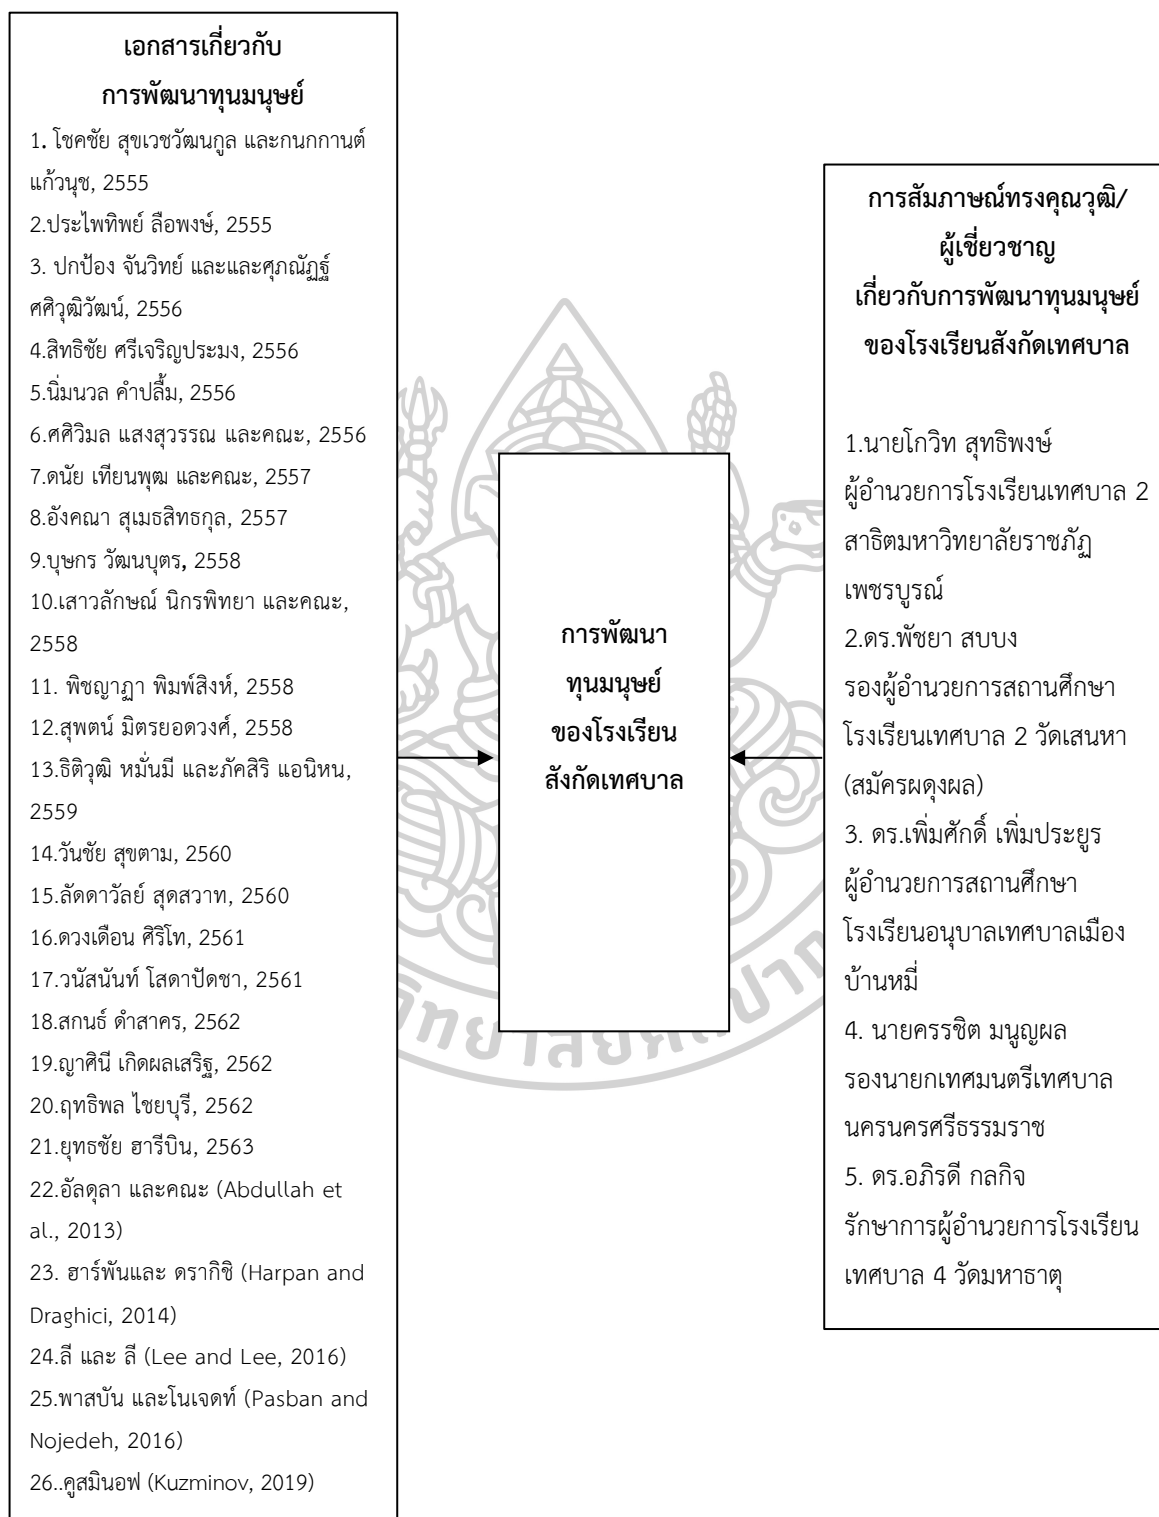 เอกสารเกี่ยวกับ
การพัฒนาทุนมนุษย์
1. โชคชัย สุขเวชวัฒนกูล และกนกกานต์
แก้วนุช, 2555
2.ประไพทิพย์ ลือพงษ์, 2555
3. ปกป้อง จันวิทย์ และและศุภณัฏฐ์
ศศิวุฒิวัฒน์, 2556
4.สิทธิชัย ศรีเจริญประมง, 2556
5.นิ่มนวล คำปลื้ม, 2556
6.ศศิวิมล แสงสุวรรณ และคณะ, 2556
7.ดนัย เทียนพุฒ และคณะ, 2557
8.อังคณา สุเมธสิทธกุล, 2557
9.บุษกร วัฒนบุตร, 2558
10.เสาวลักษณ์ นิกรพิทยา และคณะ,
2558
11. พิชญาฏา พิมพ์สิงห์, 2558
12.สุพตน์ มิตรยอดวงศ์, 2558
13.ธิติวุฒิ หมั่นมี และภัคสิริ แอนิหน,
2559
14.วันชัย สุขตาม, 2560
15.ลัดดาวัลย์ สุดสวาท, 2560
16.ดวงเดือน ศิริโท, 2561
17.วนัสนันท์ โสดาปัดชา, 2561
18.สกนธ์ ดำสาคร, 2562
19.ญาศินี เกิดผลเสริฐ, 2562
20.ฤทธิพล ไชยบุรี, 2562
21.ยุทธชัย ฮารีบิน, 2563
22.อัลดุลา และคณะ (Abdullah et
al., 2013)
23. ฮาร์พันและ ดรากิชิ (Harpan and
Draghici, 2014)
24.ลี และ ลี (Lee and Lee, 2016)
25.พาสบัน และโนเจดท์ (Pasban and
Nojedeh, 2016)
26..คูสมินอฟ (Kuzminov, 2019)
การพัฒนา
ทุนมนุษย์
ของโรงเรียน
สังกัดเทศบาล
การสัมภาษณ์ทรงคุณวุฒิ/
ผู้เชี่ยวชาญ
เกี่ยวกับการพัฒนาทุนมนุษย์
ของโรงเรียนสังกัดเทศบาล
1.นายโกวิท สุทธิพงษ์
ผู้อำนวยการโรงเรียนเทศบาล 2
สาธิตมหาวิทยาลัยราชภัฏ
เพชรบูรณ์
2.ดร.พัชยา สบบง
รองผู้อำนวยการสถานศึกษา
โรงเรียนเทศบาล 2 วัดเสนหา
(สมัครผดุงผล)
3. ดร.เพิ่มศักดิ์ เพิ่มประยูร
ผู้อำนวยการสถานศึกษา
โรงเรียนอนุบาลเทศบาลเมือง
บ้านหมี่
4. นายครรชิต มนูญผล
รองนายกเทศมนตรีเทศบาล
นครนครศรีธรรมราช
5. ดร.อภิรดี กลกิจ
รักษาการผู้อำนวยการโรงเรียน
เทศบาล 4 วัดมหาธาตุ